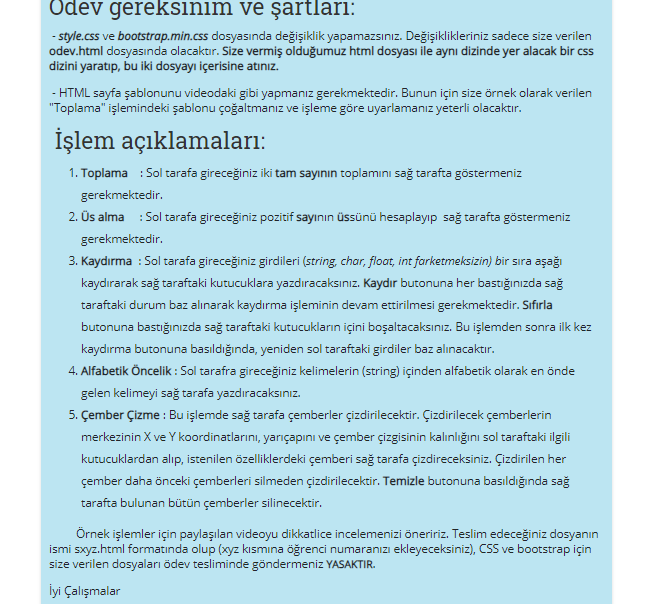 Ödev gereksinim ve şartları:
- style.css ve bootstrap.min.css dosyasında değişiklik yapamazsınız. Değişiklikleriniz sadece size verilen
odev.html dosyasında olacaktır. Size vermiş olduğumuz html dosyası ile aynı dizinde yer alacak bir css
dizini yaratıp, bu iki dosyayı içerisine atınız.
- HTML sayfa şablonunu videodaki gibi yapmanız gerekmektedir. Bunun için size örnek olarak verilen
"Toplama" işlemindeki şablonu çoğaltmanız ve işleme göre uyarlamanız yeterli olacaktır.
İşlem açıklamaları:
1. Toplama : Sol tarafa gireceğiniz iki tam sayının toplamını sağ tarafta göstermeniz
gerekmektedir.
2. Üs alma : Sol tarafa gireceğiniz pozitif sayının üssünü hesaplayıp sağ tarafta göstermeniz
gerekmektedir.
3. Kaydırma : Sol tarafa gireceğiniz girdileri (string, char, float, int farketmeksizin) bir sıra aşağı
kaydırarak sağ taraftaki kutucuklara yazdıracaksınız. Kaydır butonuna her bastığınızda sağ
taraftaki durum baz alınarak kaydırma işleminin devam ettirilmesi gerekmektedir. Sıfırla
butonuna bastığınızda sağ taraftaki kutucukların içini boşaltacaksınız. Bu işlemden sonra ilk kez
kaydırma butonuna basıldığında, yeniden sol taraftaki girdiler baz alınacaktır.
4. Alfabetik Öncelik : Sol tarafra gireceğiniz kelimelerin (string) içinden alfabetik olarak en önde
gelen kelimeyi sağ tarafa yazdıracaksınız.
5. Çember Çizme : Bu işlemde sağ tarafa çemberler çizdirilecektir. Çizdirilecek çemberlerin
merkezinin X ve Y koordinatlarını, yarıçapını ve çember çizgisinin kalınlığını sol taraftaki ilgili
kutucuklardan alıp, istenilen özelliklerdeki çemberi sağ tarafa çizdireceksiniz. Çizdirilen her
çember daha önceki çemberleri silmeden çizdirilecektir. Temizle butonuna basıldığında sağ
tarafta bulunan bütün çemberler silinecektir.
Örnek işlemler için paylaşılan videoyu dikkatlice incelemenizi öneririz. Teslim edeceğiniz dosyanın
ismi sxyz.html formatında olup (xyz kısmına öğrenci numaranızı ekleyeceksiniz), CSS ve bootstrap için
size verilen dosyaları ödev tesliminde göndermeniz YASAKTIR.
İyi Çalışmalar